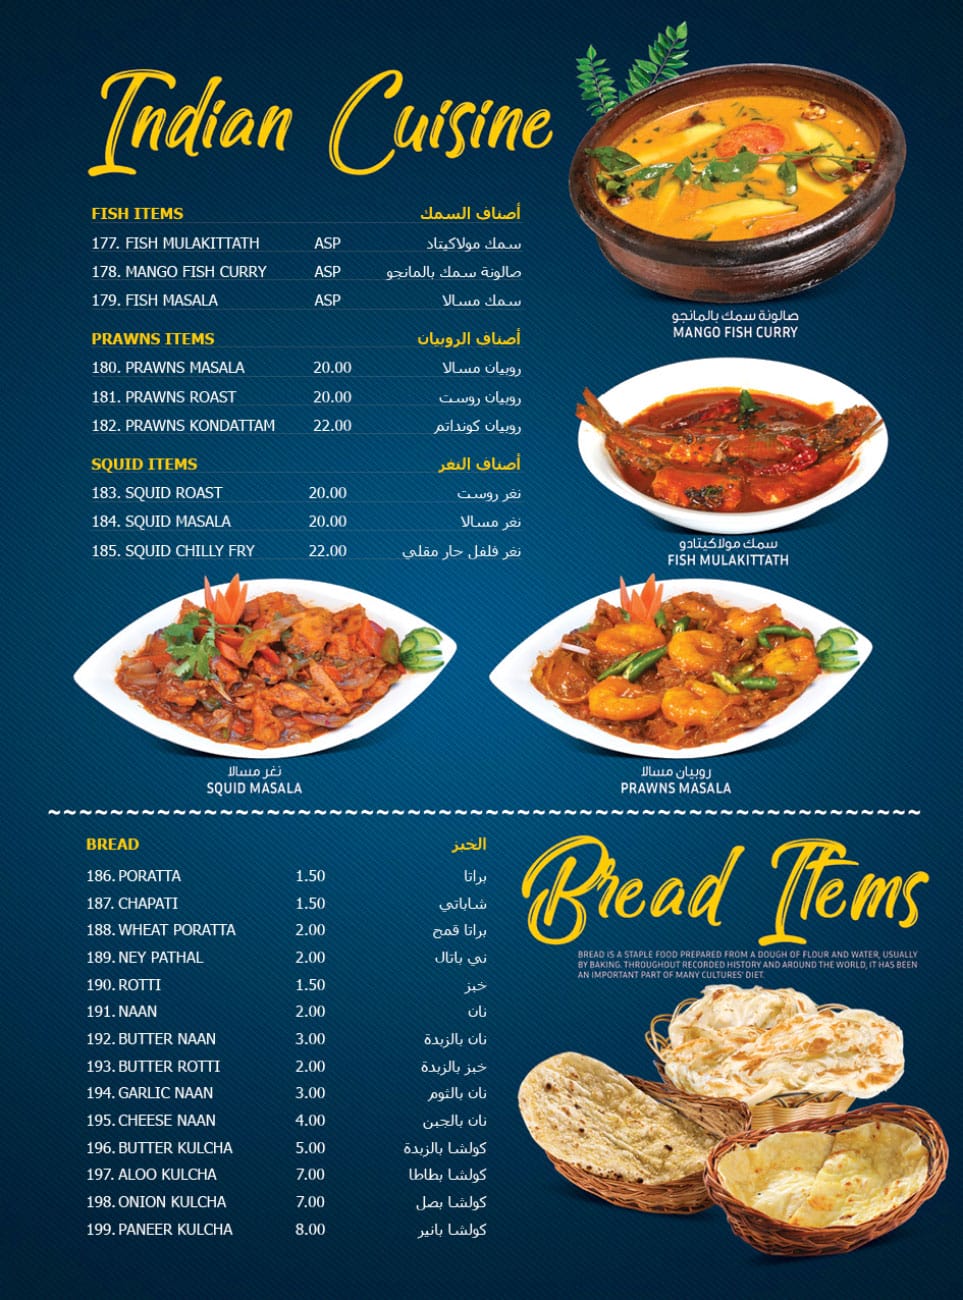 Indian Cuisine
FISH ITEMS أصناف السمك
177. FISH MULAKITTATH ASP سمك مولاكيتاد
178. MANGO FISH CURRY ASP صالونة سمك بالمانجو
179. FISH MASALA ASP سمك مسالا
PRAWNS ITEMS أصناف الروبيان
180. PRAWNS MASALA 20.00 روبيان مسالا
181. PRAWNS ROAST 20.00 روبيان روست
182. PRAWNS KONDATTAM 22.00 روبيان كونداتم
SQUID ITEMS أصناف النغر
183. SQUID ROAST 20.00 نغر روست
184. SQUID MASALA 20.00 نغر مسالا
185. SQUID CHILLY FRY 22.00 نغر فلفل حار مقلي
صالونة سمك بالمانجو
MANGO FISH CURRY
سمك مولاكيتادو
FISH MULAKITTATH
نغر مسالا
SQUID MASALA
روبيان مسالا
PRAWNS MASALA
BREAD الخبز
186. PORATTA 1.50 براتا
187. CHAPATI 1.50 شاباتي
188. WHEAT PORATTA 2.00 براتا قمح
189. NEY PATHAL 2.00 ني باتال
190. ROTTI 1.50 خبز
191. NAAN 2.00 نان
192. BUTTER NAAN 3.00 نان بالزبدة
193. BUTTER ROTTI 2.00 خبز بالزبدة
194. GARLIC NAAN 3.00 نان بالثوم
195. CHEESE NAAN 4.00 نان بالجبن
196. BUTTER KULCHA 5.00 كولشا بالزبدة
197. ALOO KULCHA 7.00 كولشا بطاطا
198. ONION KULCHA 7.00 كولشا بصل
199. PANEER KULCHA 8.00 كولشا بانير
Bread Items
BREAD IS A STAPLE FOOD PREPARED FROM A DOUGH OF FLOUR AND WATER, USUALLY
BY BAKING. THROUGHOUT RECORDED HISTORY AND AROUND THE WORLD, IT HAS BEEN
AN IMPORTANT PART OF MANY CULTURES' DIET.